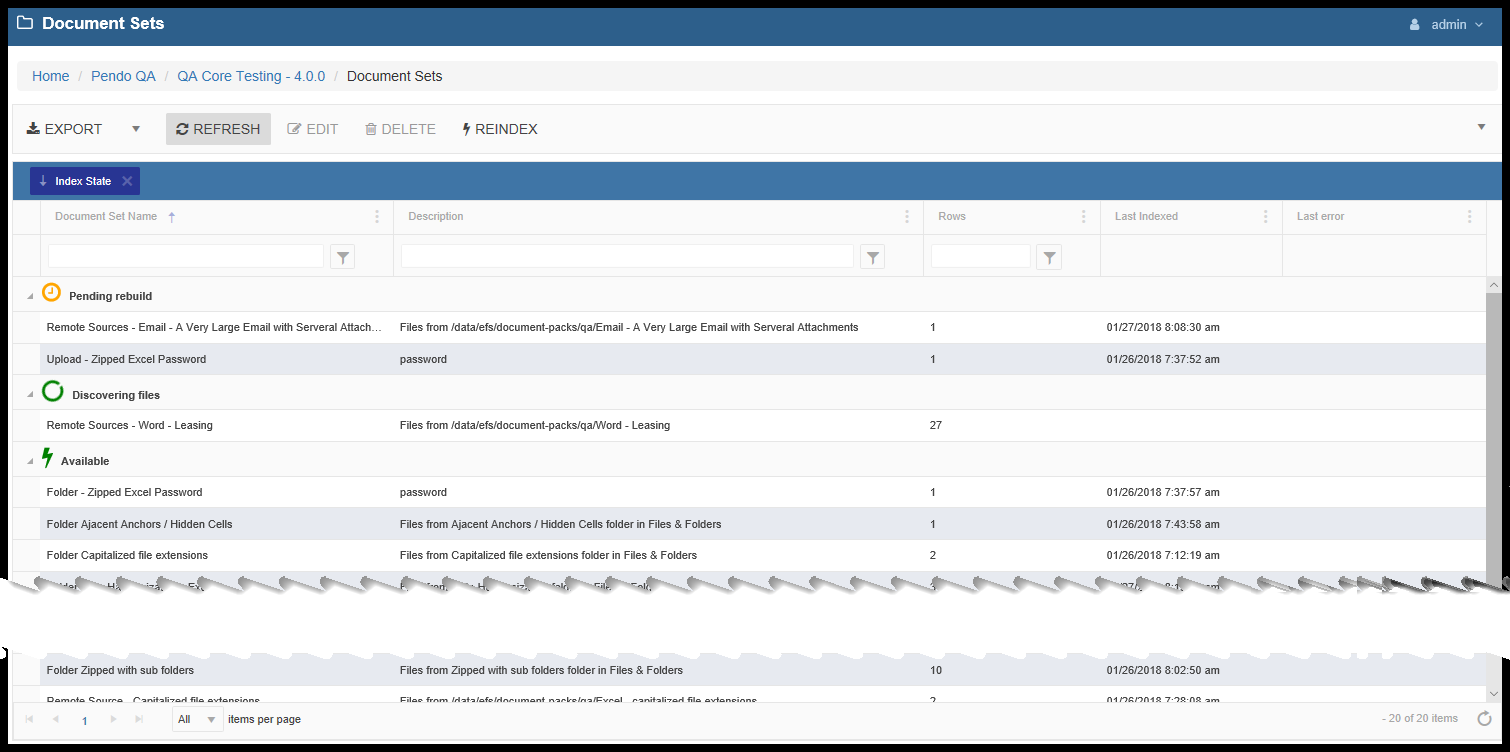 Document Sets
admin
Home / Pendo QA / QA Core Testing - 4.0.0 / Document Sets
EXPORT REFRESH EDIT DELETE REINDEX
Index State
Document Set Name Description Rows Last Indexed Last error
Pending rebuild
Remote Sources - Email - A Very Large Email with Serveral Attach... Files from /data/efs/document-packs/qa/Email - A Very Large Email with Serveral Attachments 1 01/27/2018 8:08:30 am
Upload - Zipped Excel Password password 1 01/26/2018 7:37:52 am
Discovering files
Remote Sources - Word - Leasing Files from /data/efs/document-packs/qa/Word - Leasing 27
Available
Folder - Zipped Excel Password password 1 01/26/2018 7:37:57 am
Folder Ajacent Anchors / Hidden Cells Files from Ajacent Anchors / Hidden Cells folder in Files & Folders 1 01/26/2018 7:43:58 am
Folder Capitalized file extensions Files from Capitalized file extensions folder in Files & Folders 2 01/26/2018 7:12:19 am
Folder Zipped with sub folders Files from Zipped with sub folders folder in Files & Folders 10 01/26/2018 8:02:50 am
Remote Source - Capitalized file extensions Files from /data/efs/document-packs/qa/Excel - capitalized file extensions 2 01/26/2018 7:28:08 am
1 All items per page - 20 of 20 items